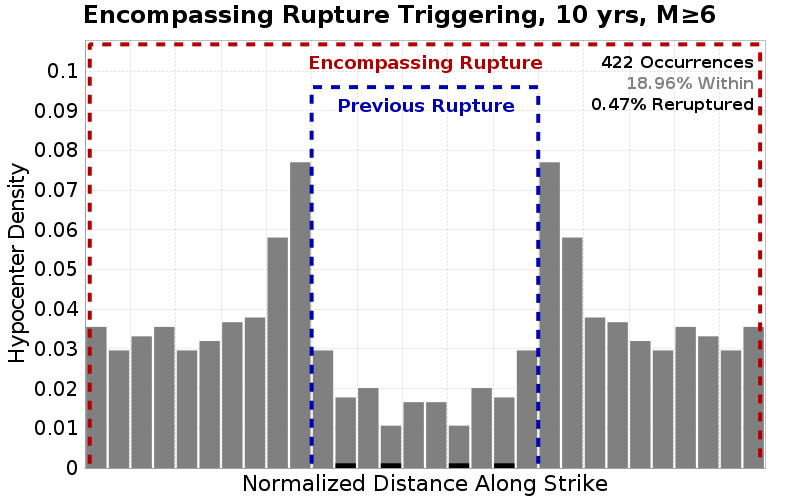 Encompassing Rupture Triggering, 10 yrs, M≥6
Encompassing Rupture
422 Occurrences
18.96% Within
Previous Rupture
0.47% Reruptured
Hypocenter Density
0.1
0.09
0.08
0.07
0.06
0.05
0.04
0.03
0.02
0.01
0
Normalized Distance Along Strike